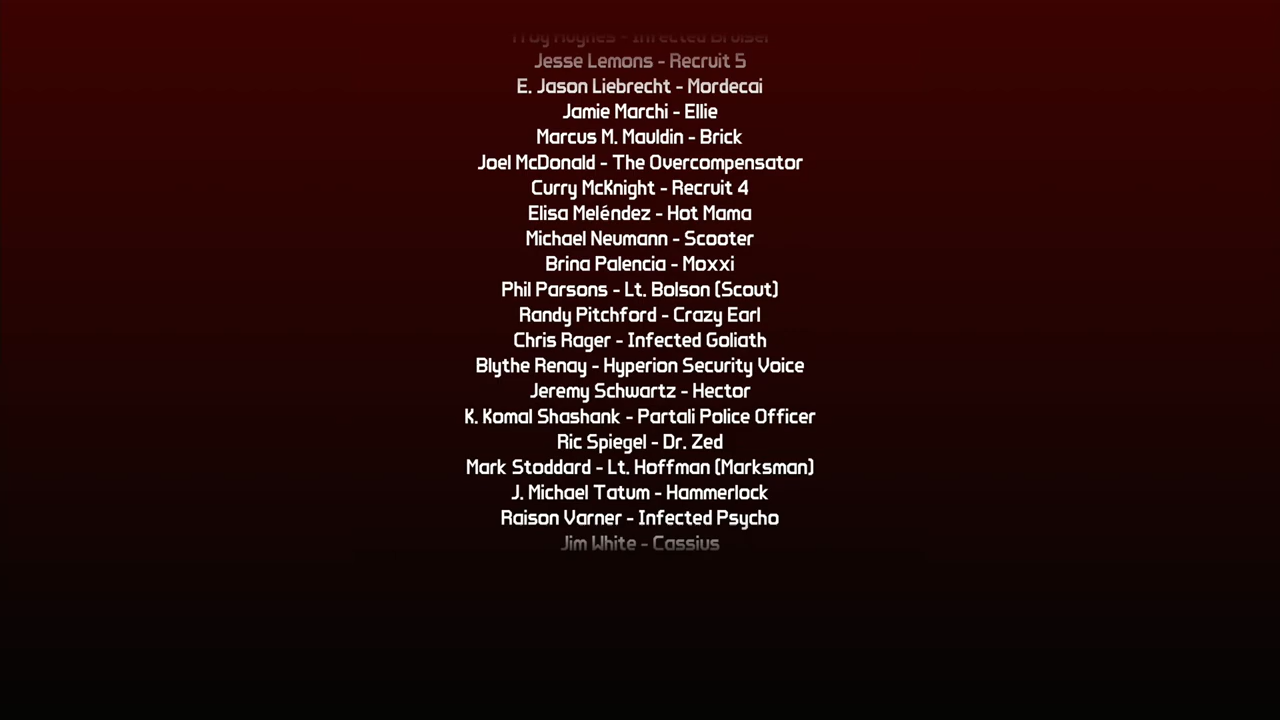 Hughes - Infected Bruiser
Jesse Lemons - Recruit 5
E. Jason Liebrecht - Mordecai
Jamie Marchi - Ellie
Marcus M. Mauldin - Brick
Joel McDonald - The Overcompensator
Curry McKnight - Recruit 4
Elisa Meléndez - Hot Mama
Michael Neumann - Scooter
Brina Palencia - Moxxi
Phil Parsons - Lt. Bolson (Scout)
Randy Pitchford - Crazy Earl
Chris Rager - Infected Goliath
Blythe Renay - Hyperion Security Voice
Jeremy Schwartz - Hector
K. Komal Shashank - Partali Police Officer
Ric Spiegel - Dr. Zed
Mark Stoddard - Lt. Hoffman (Marksman)
J. Michael Tatum - Hammerlock
Raison Varner - Infected Psycho
Jim White - Cassius